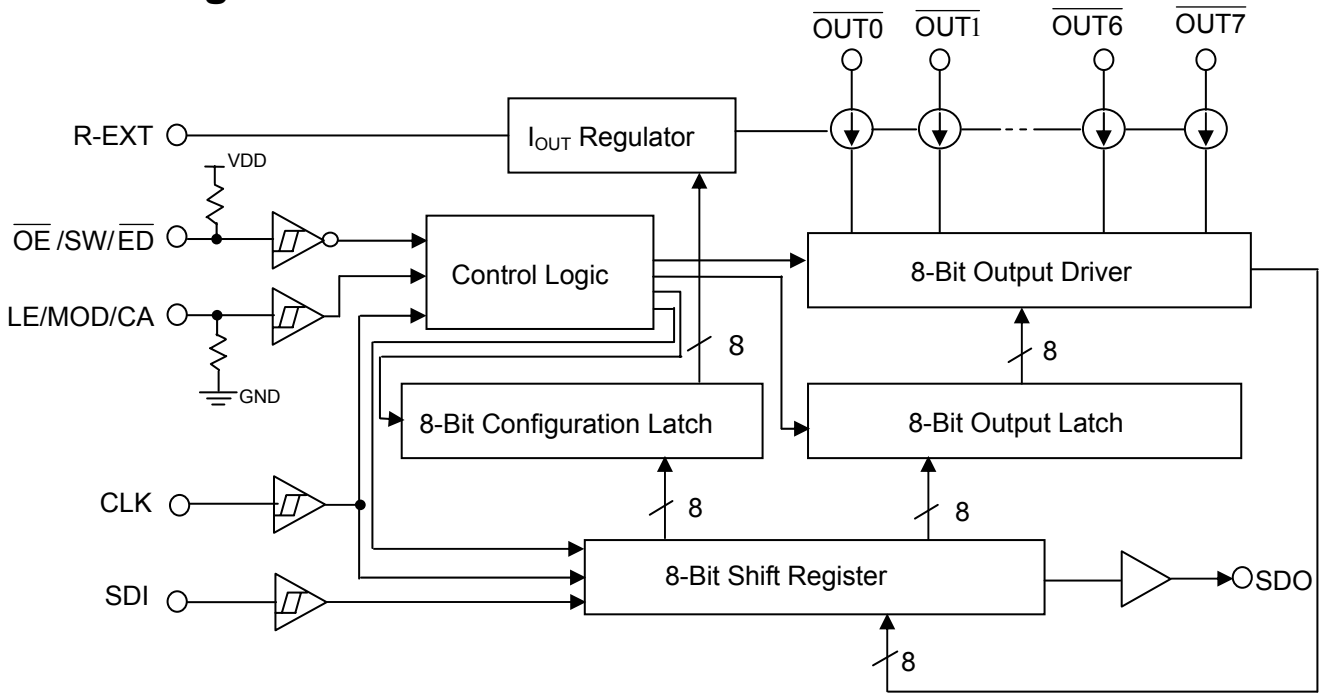 OUT0 OUT1 OUT6 OUT7
R-EXT
IOUT Regulator
VDD
OE /SW/ED
Control Logic
8-Bit Output Driver
LE/MOD/CA
8
8
GND
8-Bit Configuration Latch
8-Bit Output Latch
CLK
8
8
8-Bit Shift Register
SDI
SDO
8